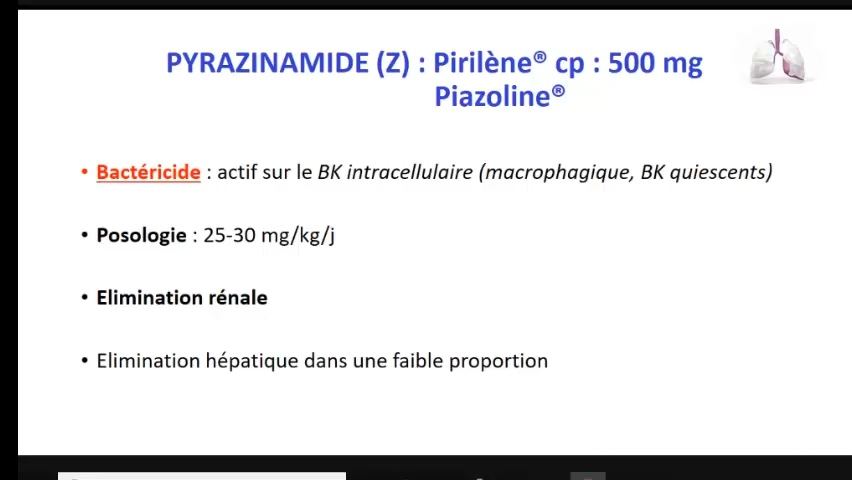 PYRAZINAMIDE (Z) : Pirilène® cp : 500 mg
Piazoline®
• Bactéricide : actif sur le BK intracellulaire (macrophagique, BK quiescents)
• Posologie : 25-30 mg/kg/j
• Elimination rénale
• Elimination hépatique dans une faible proportion